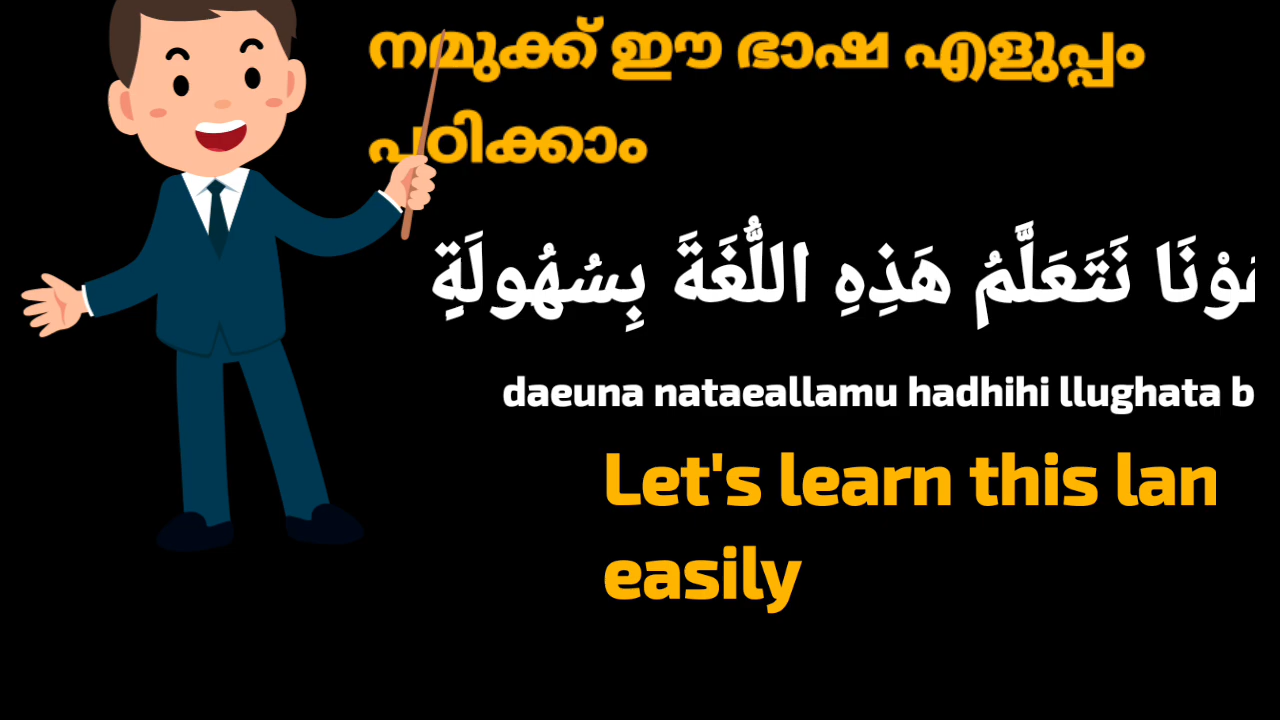 നമുക്ക് ഈ ഭാഷ എളുപ്പം
പഠിക്കാം
نَتَعَلَّمُ هَذِهِ اللُّغَةَ بِسُهُولَةِ
daeuna nataeallamu hadhihi llughata b
Let's learn this lan
easily